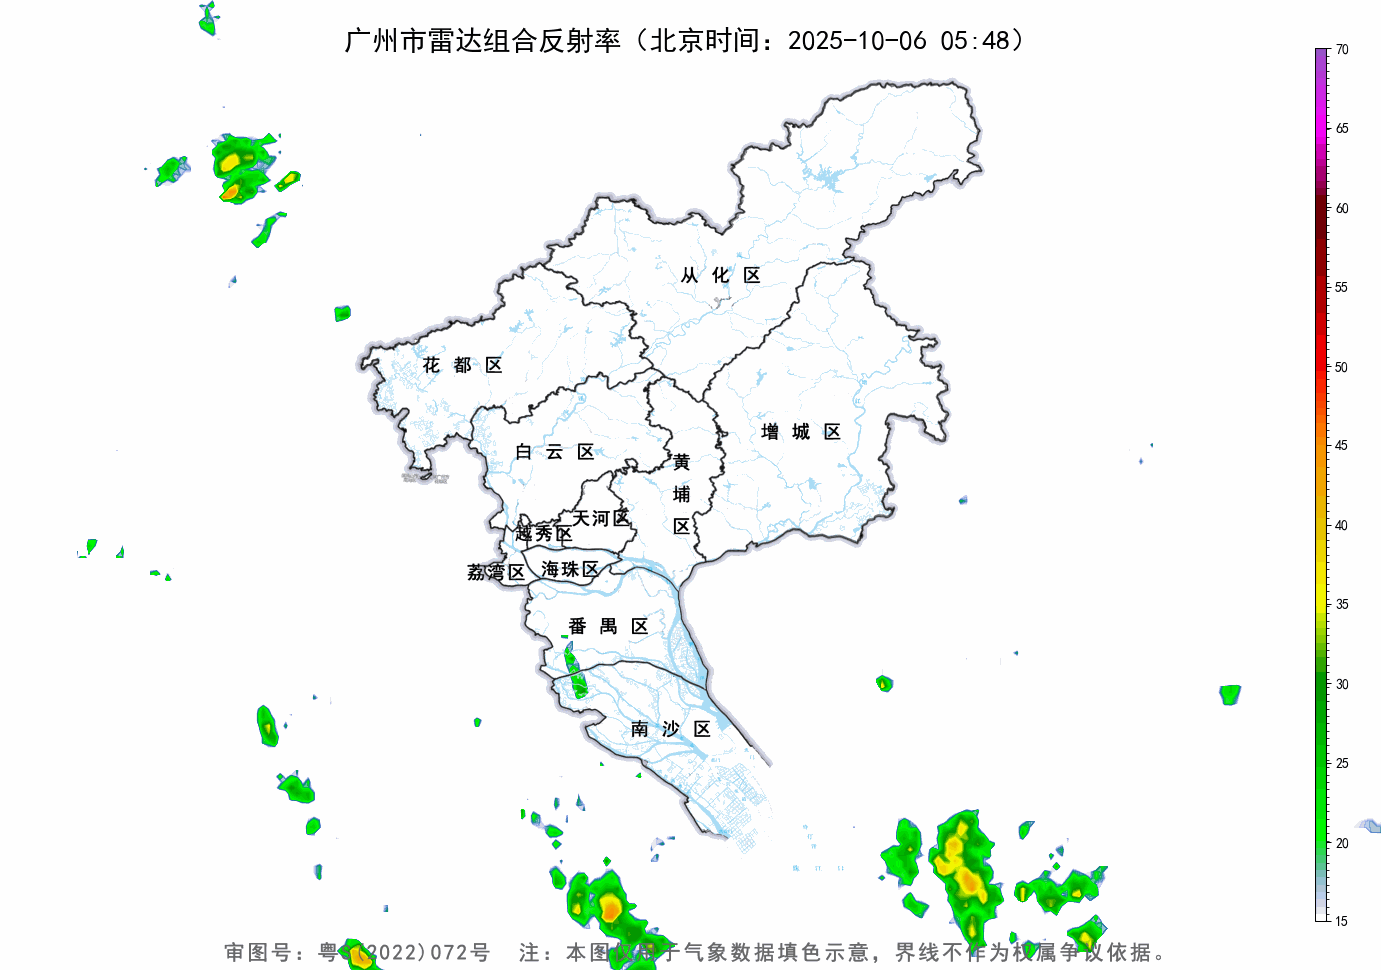 广州市雷达组合反射率（北京时间：2025-10-06 05:48）
70
65
60
55
50
45
40
35
30
25
20
15
从化区
花都区
增城区
白云区
黄埔区
天河区
越秀区
荔湾区
海珠区
番禺区
南沙区
审图号：粤S(2022)072号 注：本图仅用于气象数据填色示意，界线不作为权属争议依据。